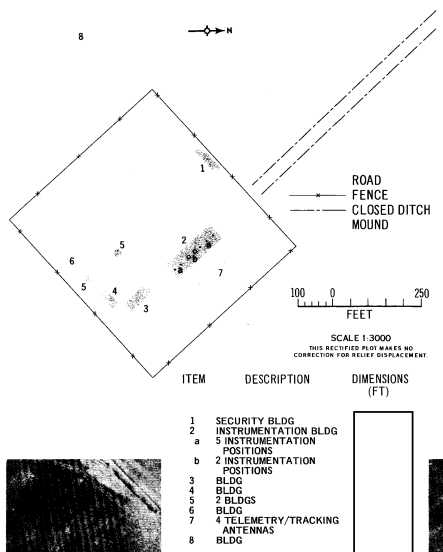 8
N
1
ROAD
FENCE
CLOSED DITCH
MOUND
2
a
b
a
5
6
7
5
4
3
100 0 250
FEET
SCALE 1:3000
THIS RECTIFIED PLOT MAKES NO
CORRECTION FOR RELIEF DISPLACEMENT.
ITEM DESCRIPTION DIMENSIONS
(FT)
1 SECURITY BLDG
2 INSTRUMENTATION BLDG
a 5 INSTRUMENTATION
POSITIONS
b 2 INSTRUMENTATION
POSITIONS
3 BLDG
4 BLDG
5 2 BLDGS
6 BLDG
7 4 TELEMETRY/TRACKING
ANTENNAS
8 BLDG